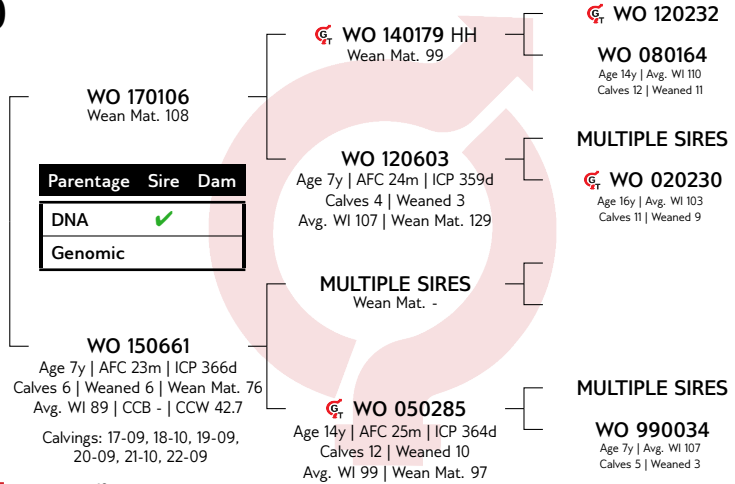 WO 170106
Wean Mat. 108
Parentage Sire Dam
DNA ✔
Genomic
WO 150661
Age 7y | AFC 23m | ICP 366d
Calves 6 | Weaned 6 | Wean Mat. 76
Avg. WI 89 | CCB - | CCW 42.7
Calvings: 17-09, 18-10, 19-09,
20-09, 21-10, 22-09
GT WO 140179 HH
Wean Mat. 99
WO 120603
Age 7y | AFC 24m | ICP 359d
Calves 4 | Weaned 3
Avg. WI 107 | Wean Mat. 129
MULTIPLE SIRES
Wean Mat. -
GT WO 050285
Age 14y | AFC 25m | ICP 364d
Calves 12 | Weaned 10
Avg. WI 99 | Wean Mat. 97
GT WO 120232
WO 080164
Age 14y | Avg. WI 110
Calves 12 | Weaned 11
MULTIPLE SIRES
GT WO 020230
Age 16y | Avg. WI 103
Calves 11 | Weaned 9
MULTIPLE SIRES
WO 990034
Age 7y | Avg. WI 107
Calves 5 | Weaned 3